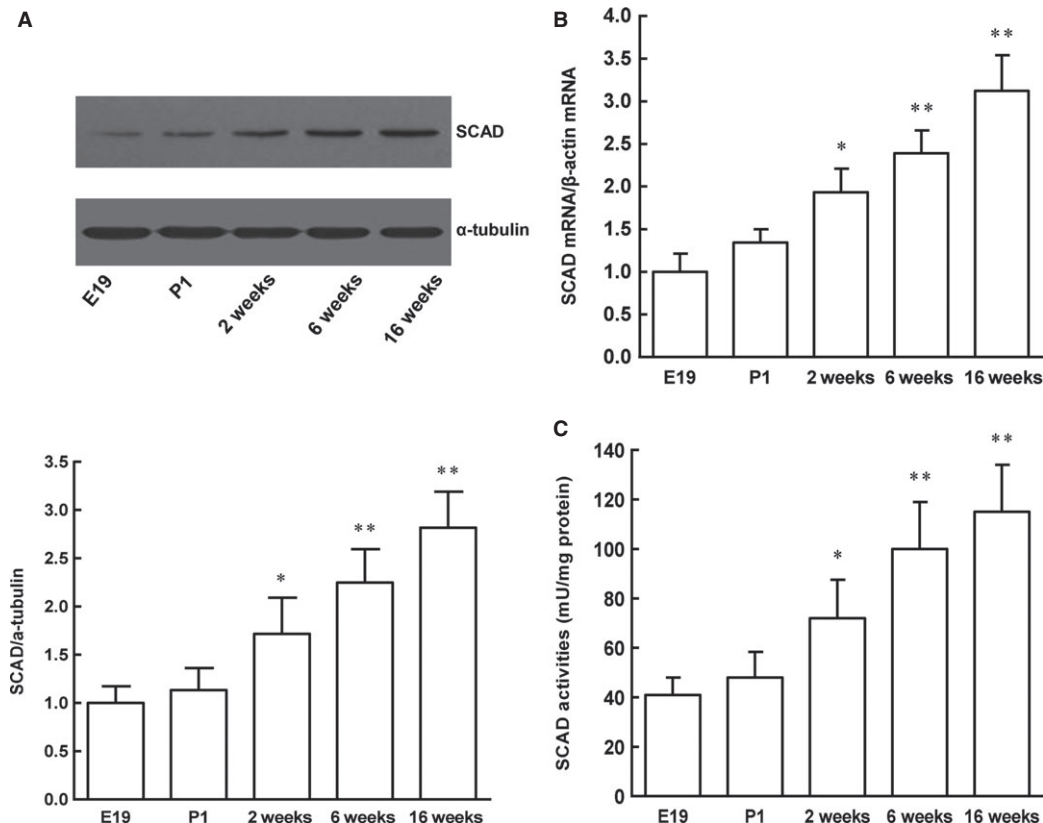 A
SCAD
α-tubulin
E19 P1 2 weeks 6 weeks 16 weeks
SCAD/a-tubulin
3.5
3.0
2.5
2.0
1.5
1.0
0.5
0.0
*
**
**
E19 P1 2 weeks 6 weeks 16 weeks
B
SCAD mRNA/β-actin mRNA
4.0
3.5
3.0
2.5
2.0
1.5
1.0
0.5
0.0
*
**
**
E19 P1 2 weeks 6 weeks 16 weeks
C
SCAD activities (mU/mg protein)
140
120
100
80
60
40
20
0
*
**
**
E19 P1 2 weeks 6 weeks 16 weeks